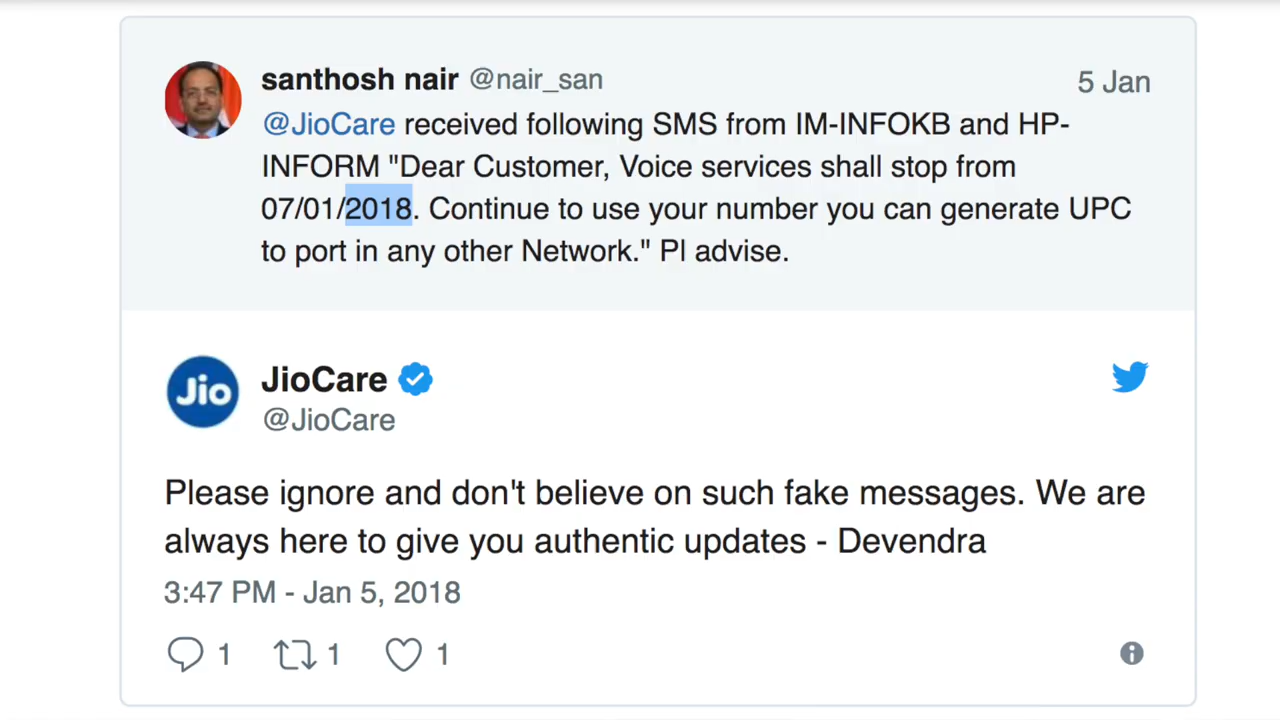 santhosh nair @nair_san 5 Jan
@JioCare received following SMS from IM-INFOKB and HP-
INFORM "Dear Customer, Voice services shall stop from
07/01/2018. Continue to use your number you can generate UPC
to port in any other Network." Pl advise.
Jio
JioCare
@JioCare
Please ignore and don't believe on such fake messages. We are
always here to give you authentic updates - Devendra
3:47 PM - Jan 5, 2018
1 1 1